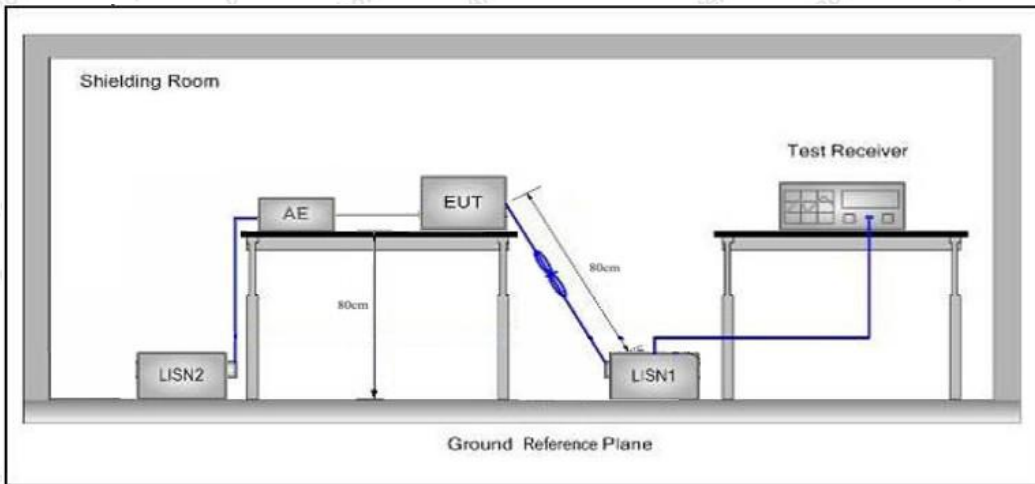 Shielding Room
Test Receiver
AE
EUT
80cm
80cm
LISN2
LISN1
Ground Reference Plane